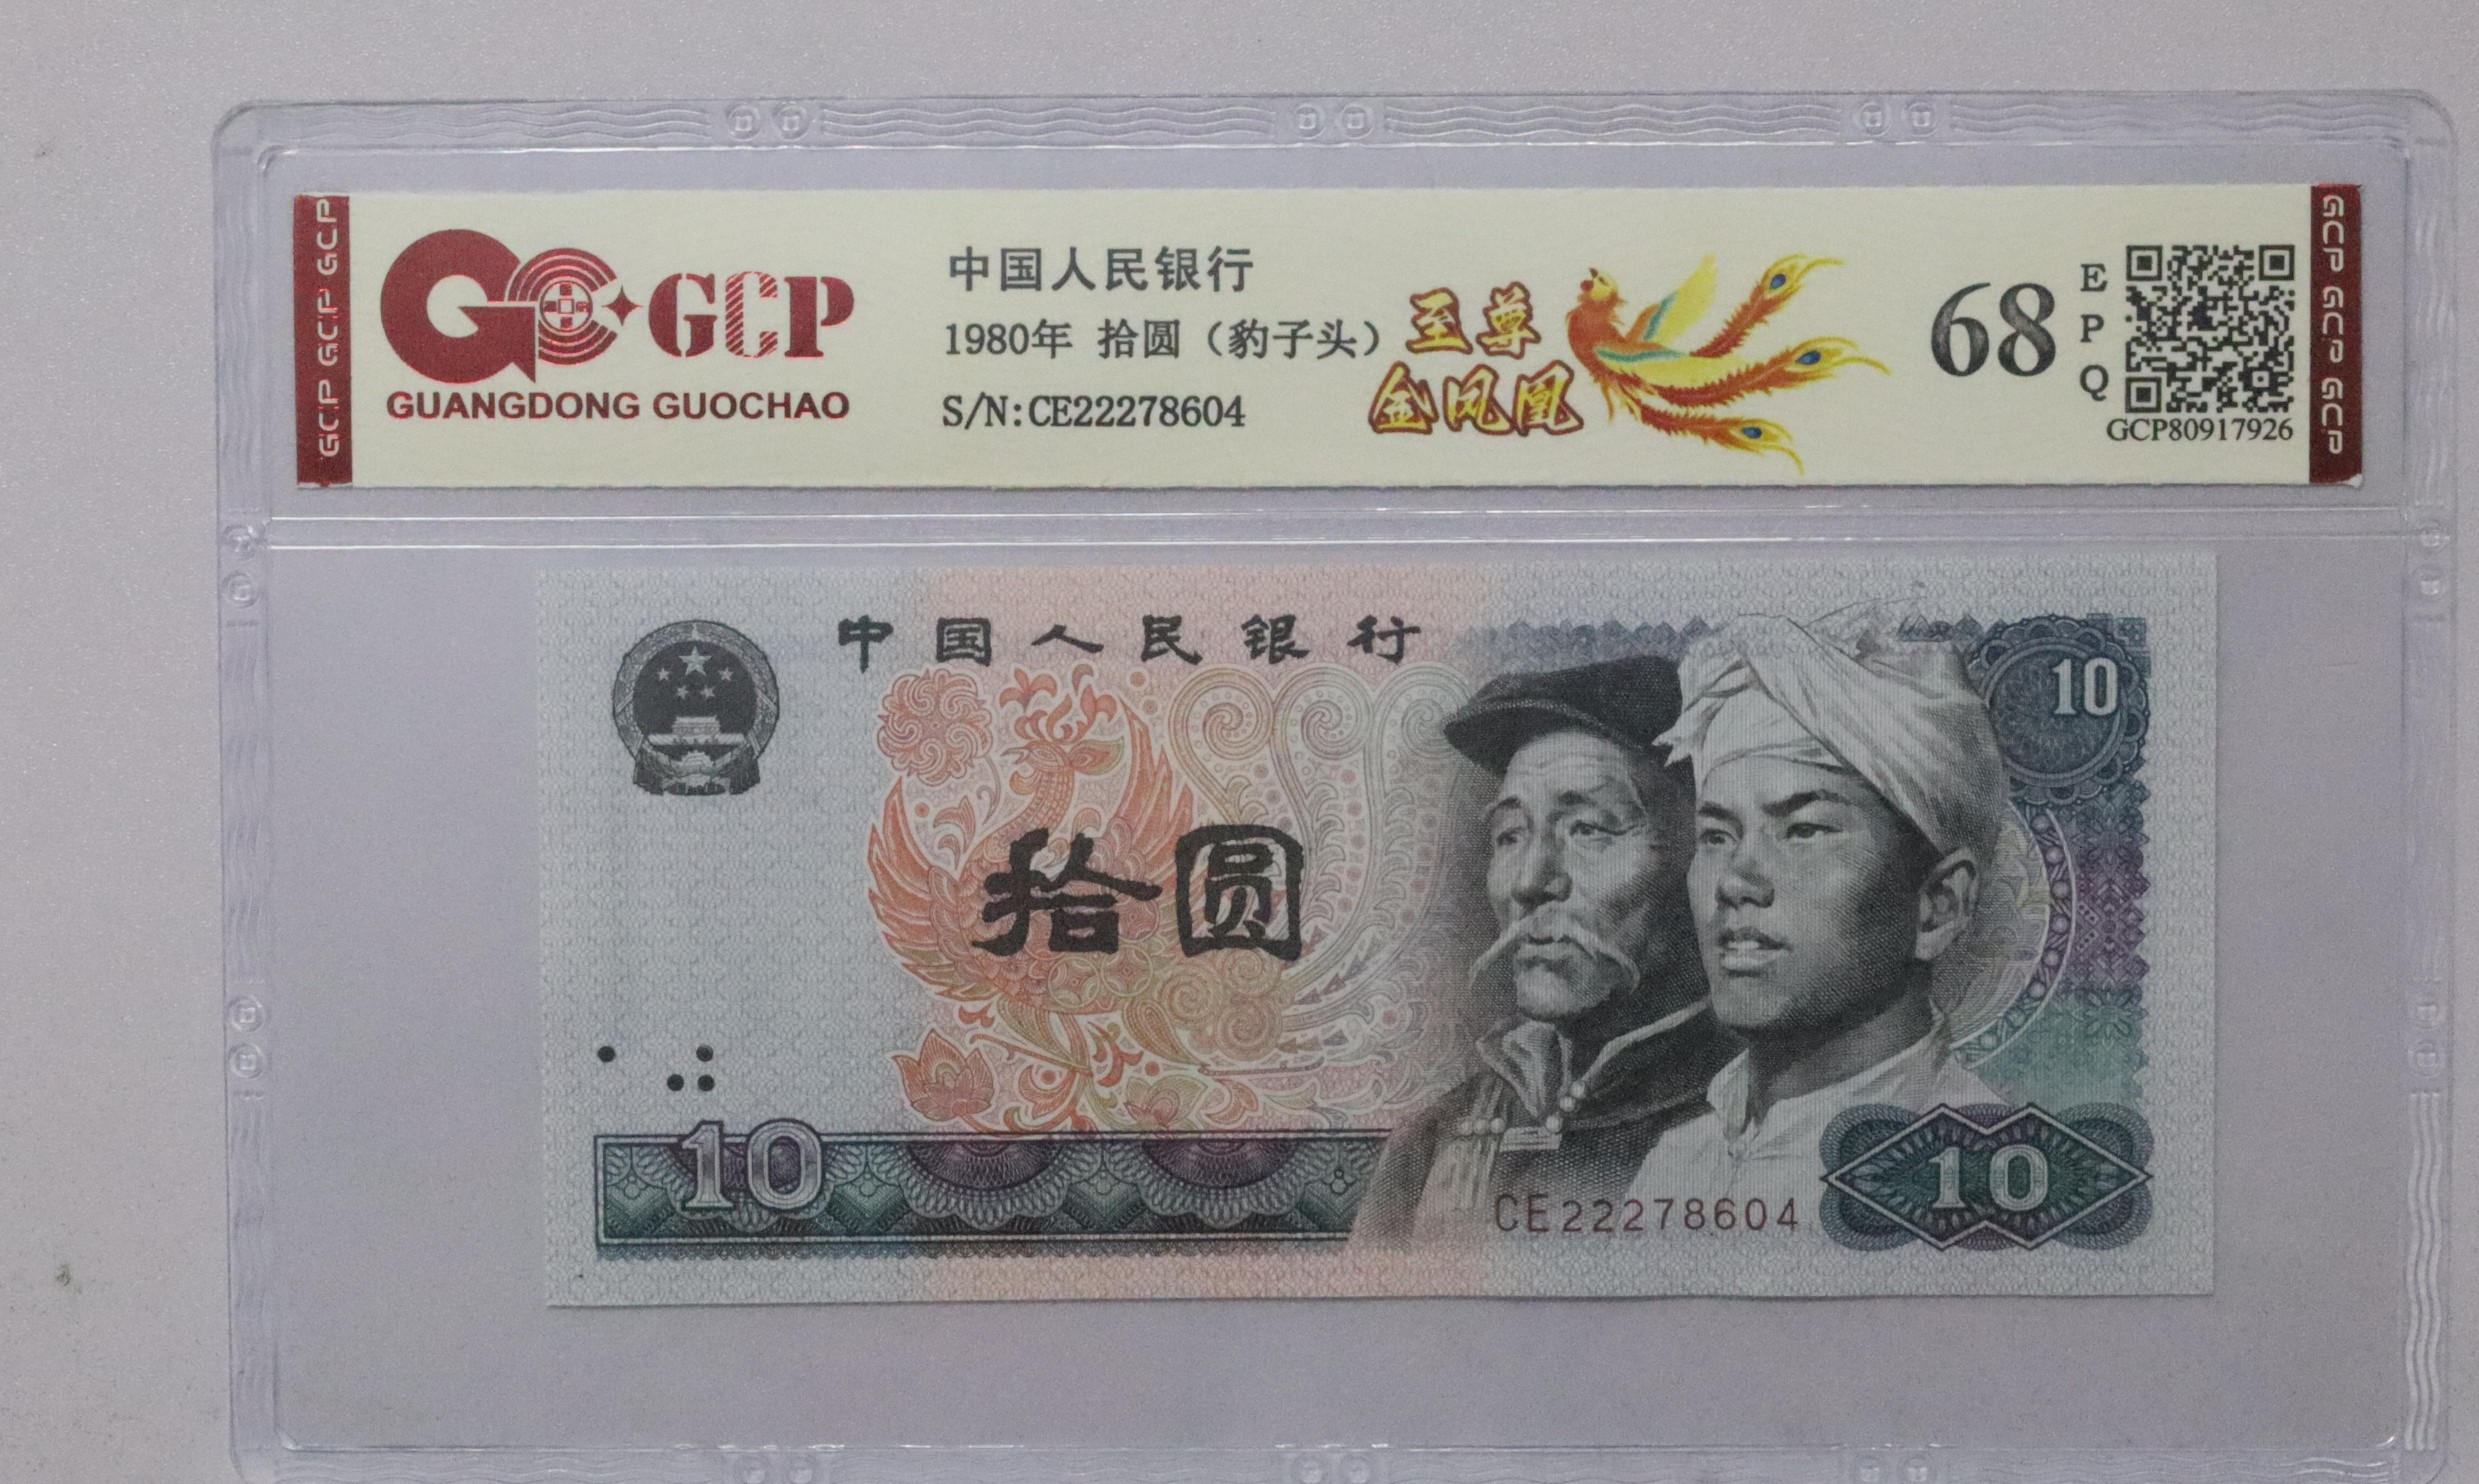 GCP GCP GCP
GCP
GUANGDONG GUOCHAO
中国人民银行
1980年 拾圆（豹子头）
S/N:CE22278604
至尊
金凤凰
68
EPQ
GCP80917926
GCP GCP GCP
中国人民银行
10
拾圆
10
CE22278604
10